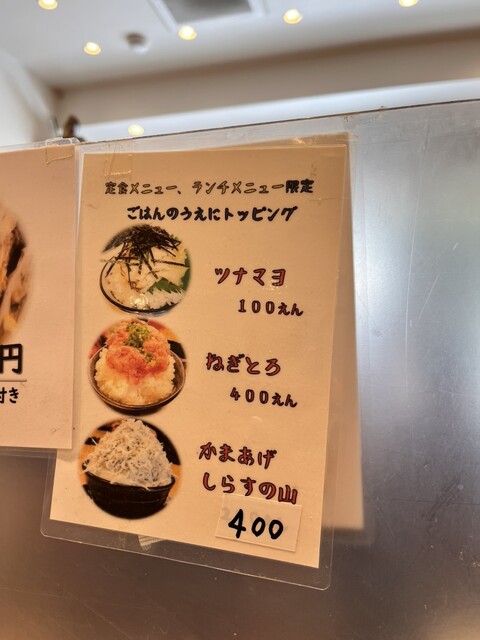 定食メニュー、ランチメニュー限定
ごはんのうえにトッピング
ツナマヨ
100えん
ねぎとろ
400えん
かまあげ
しらすの山
400
円
付き